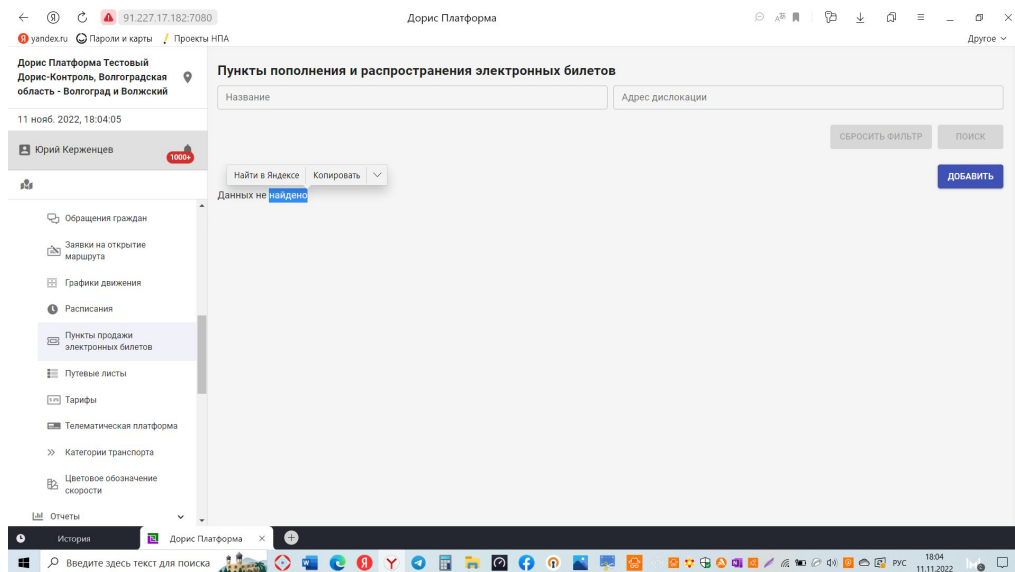 91.227.17.182:7080
Дорис Платформа
yandex.ru
Пароли и карты
Проекты НПА
Другое
Дорис Платформа Тестовый
Дорис-Контроль, Волгоградская
область - Волгоград и Волжский
11 нояб. 2022, 18:04:05
Юрий Керженцев
1000+
Обращения граждан
Заявки на открытие
маршрута
Графики движения
Расписания
Пункты продажи
электронных билетов
Путевые листы
Тарифы
Телематическая платформа
Категории транспорта
Цветовое обозначение
скорости
Отчеты
Пункты пополнения и распространения электронных билетов
Название
Адрес дислокации
СБРОСИТЬ ФИЛЬТР
ПОИСК
ДОБАВИТЬ
Найти в Яндексе
Копировать
Данных не найдено
История
Дорис Платформа
Введите здесь текст для поиска
РУС
18:04
11.11.2022